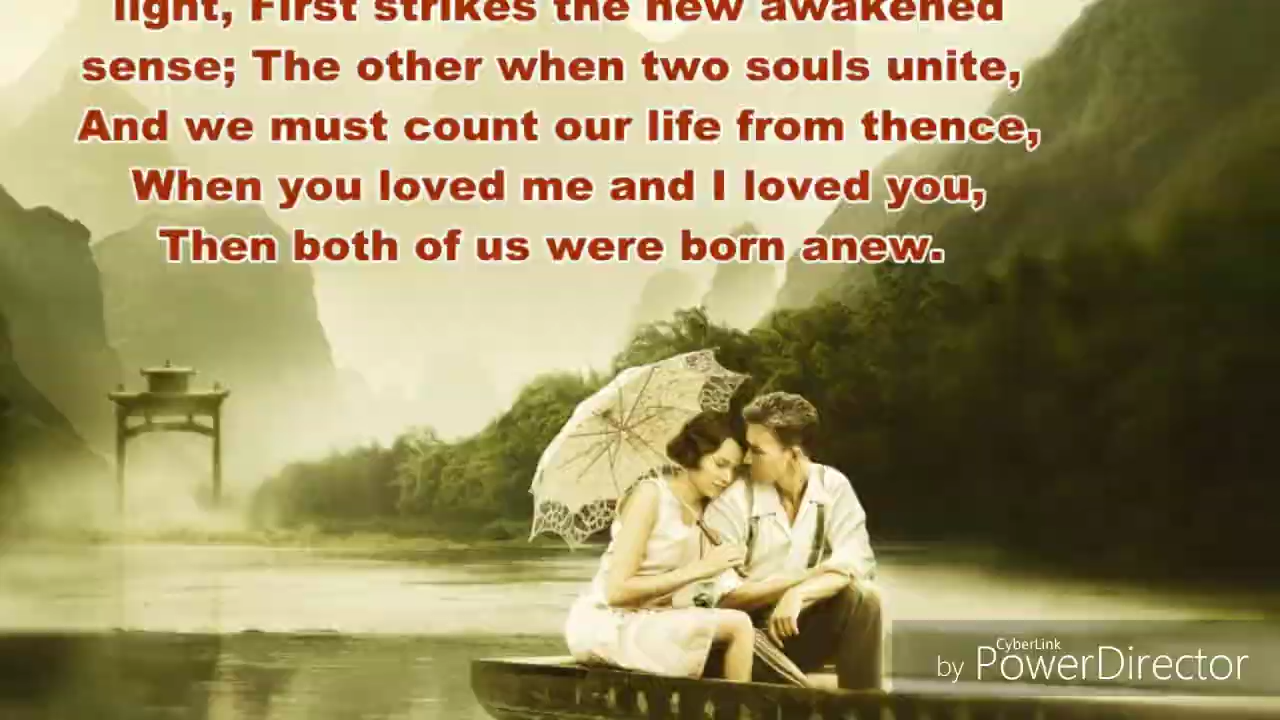 light, First strikes the new awakened
sense; The other when two souls unite,
And we must count our life from thence,
When you loved me and I loved you,
Then both of us were born anew.
CyberLink
by PowerDirector